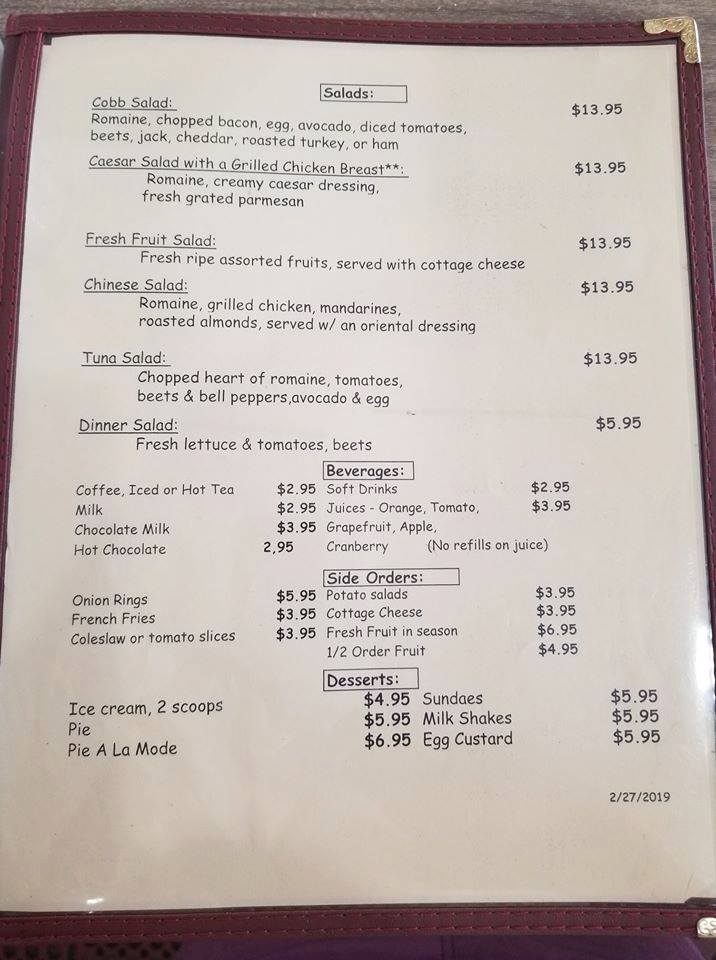 Salads:
Cobb Salad: $13.95
Romaine, chopped bacon, egg, avocado, diced tomatoes,
beets, jack, cheddar, roasted turkey, or ham
Caesar Salad with a Grilled Chicken Breast**: $13.95
Romaine, creamy caesar dressing,
fresh grated parmesan
Fresh Fruit Salad: $13.95
Fresh ripe assorted fruits, served with cottage cheese
Chinese Salad: $13.95
Romaine, grilled chicken, mandarines,
roasted almonds, served w/ an oriental dressing
Tuna Salad: $13.95
Chopped heart of romaine, tomatoes,
beets & bell peppers,avocado & egg
Dinner Salad: $5.95
Fresh lettuce & tomatoes, beets
Beverages:
Coffee, Iced or Hot Tea $2.95 Soft Drinks $2.95
Milk $2.95 Juices - Orange, Tomato, $3.95
Chocolate Milk $3.95 Grapefruit, Apple,
Hot Chocolate 2,95 Cranberry (No refills on juice)
Side Orders:
Onion Rings $5.95 Potato salads $3.95
French Fries $3.95 Cottage Cheese $3.95
Coleslaw or tomato slices $3.95 Fresh Fruit in season $6.95
1/2 Order Fruit $4.95
Desserts:
Ice cream, 2 scoops $4.95 Sundaes $5.95
Pie $5.95 Milk Shakes $5.95
Pie A La Mode $6.95 Egg Custard $5.95
2/27/2019